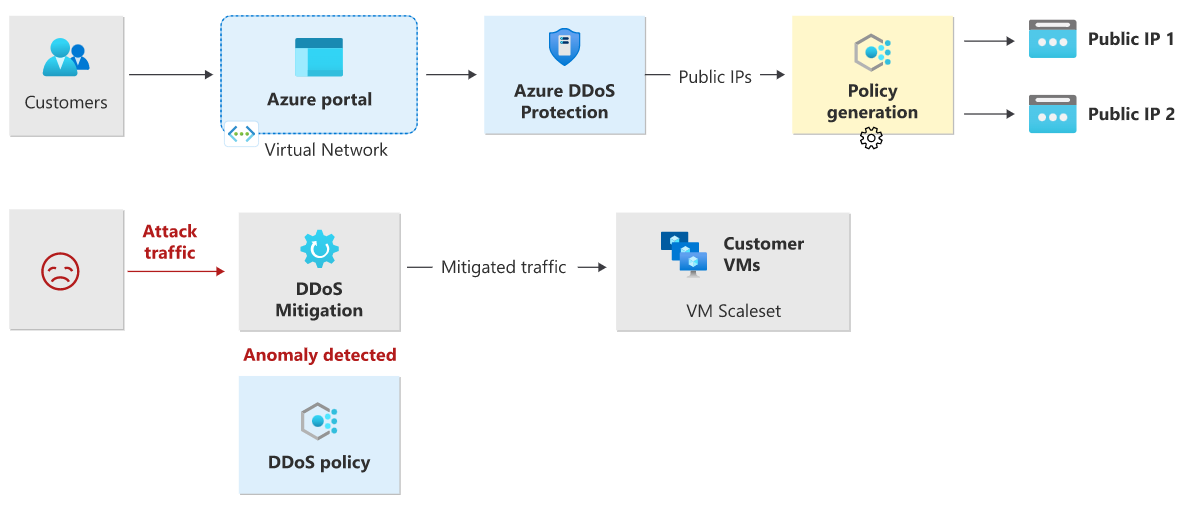 Customers
Azure portal
Virtual Network
Azure DDoS
Protection
Public IPs
Policy
generation
Public IP 1
Public IP 2
Attack
traffic
DDoS
Mitigation
Mitigated traffic
Customer
VMs
VM Scaleset
Anomaly detected
DDoS policy